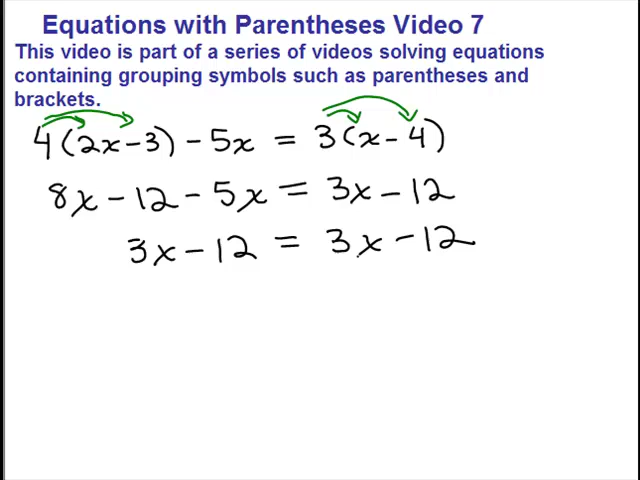 Equations with Parentheses Video 7
This video is part of a series of videos solving equations
containing grouping symbols such as parentheses and
brackets.
4(2x-3) - 5x = 3(x-4)
8x - 12 - 5x = 3x - 12
3x - 12 = 3x - 12